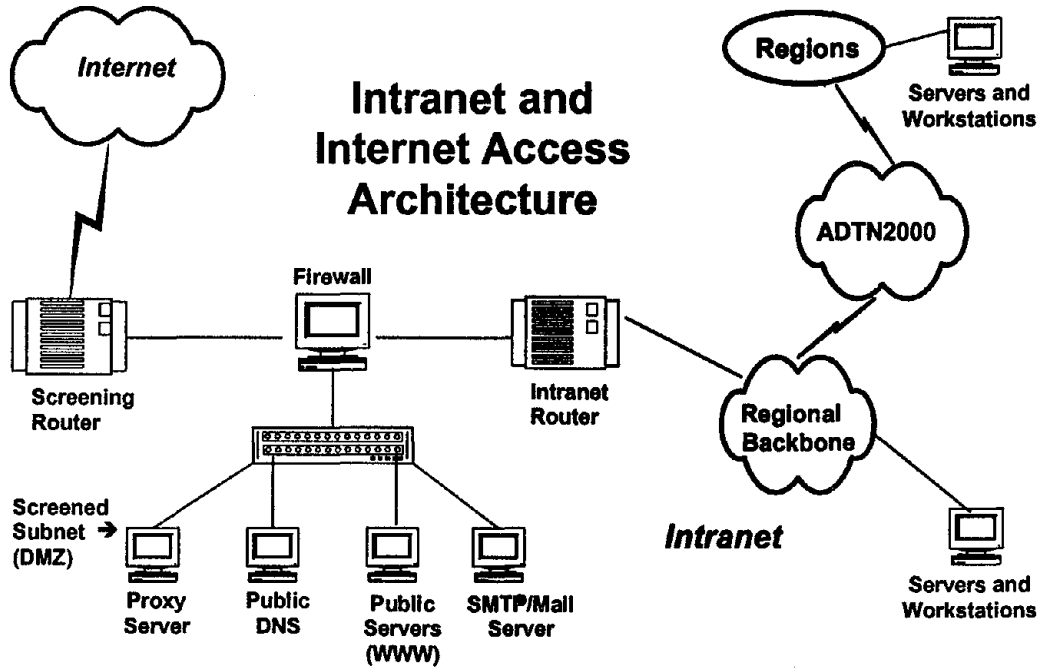 Internet
Intranet and
Internet Access
Architecture
Regions
Servers and
Workstations
ADTN2000
Firewall
Screening
Router
Intranet
Router
Regional
Backbone
Screened
Subnet →
(DMZ)
Proxy
Server
Public
DNS
Public
Servers
(WWW)
SMTP/Mail
Server
Intranet
Servers and
Workstations